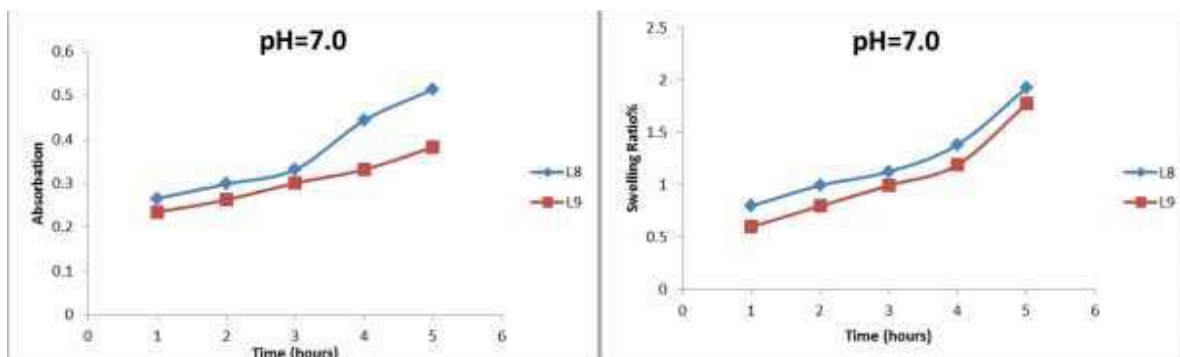 pH=7.0
0.6
0.5
0.4
0.3
0.2
0.1
0
Absorbation
0 1 2 3 4 5 6
Time (hours)
L8
L9
pH=7.0
2.5
2
1.5
1
0.5
0
Swelling Ratio%
0 1 2 3 4 5 6
Time (hours)
L8
L9